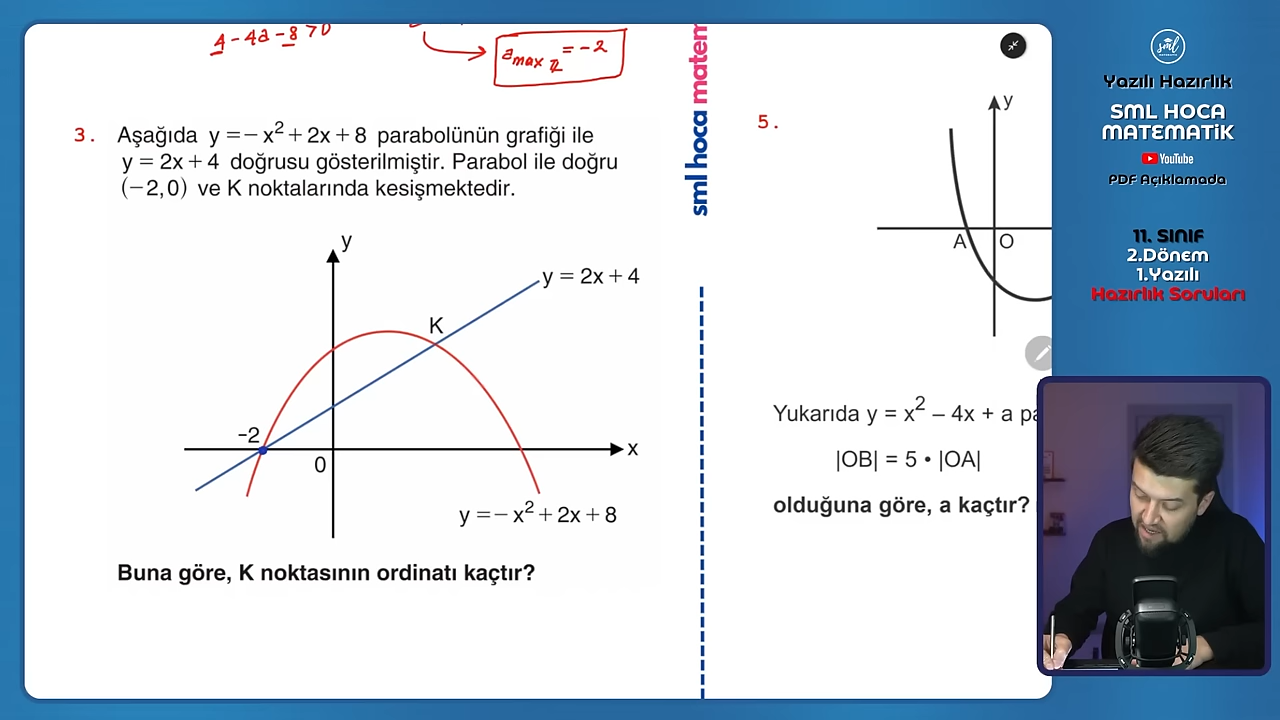 4 - 4a - 8 > 0
a max z = -2
3. Aşağıda y = - x² + 2x + 8 parabolünün grafiği ile
y = 2x + 4 doğrusu gösterilmiştir. Parabol ile doğru
(-2, 0) ve K noktalarında kesişmektedir.
y
y = 2x + 4
K
-2
0
x
y = - x² + 2x + 8
Buna göre, K noktasının ordinatı kaçtır?
sml hoca matem
5.
y
A
O
Yukarıda y = x² – 4x + a pa
|OB| = 5 • |OA|
olduğuna göre, a kaçtır?
sml
Yazılı Hazırlık
SML HOCA
MATEMATİK
YouTube
PDF Açıklamada
11. SINIF
2.Dönem
1.Yazılı
Hazırlık Soruları